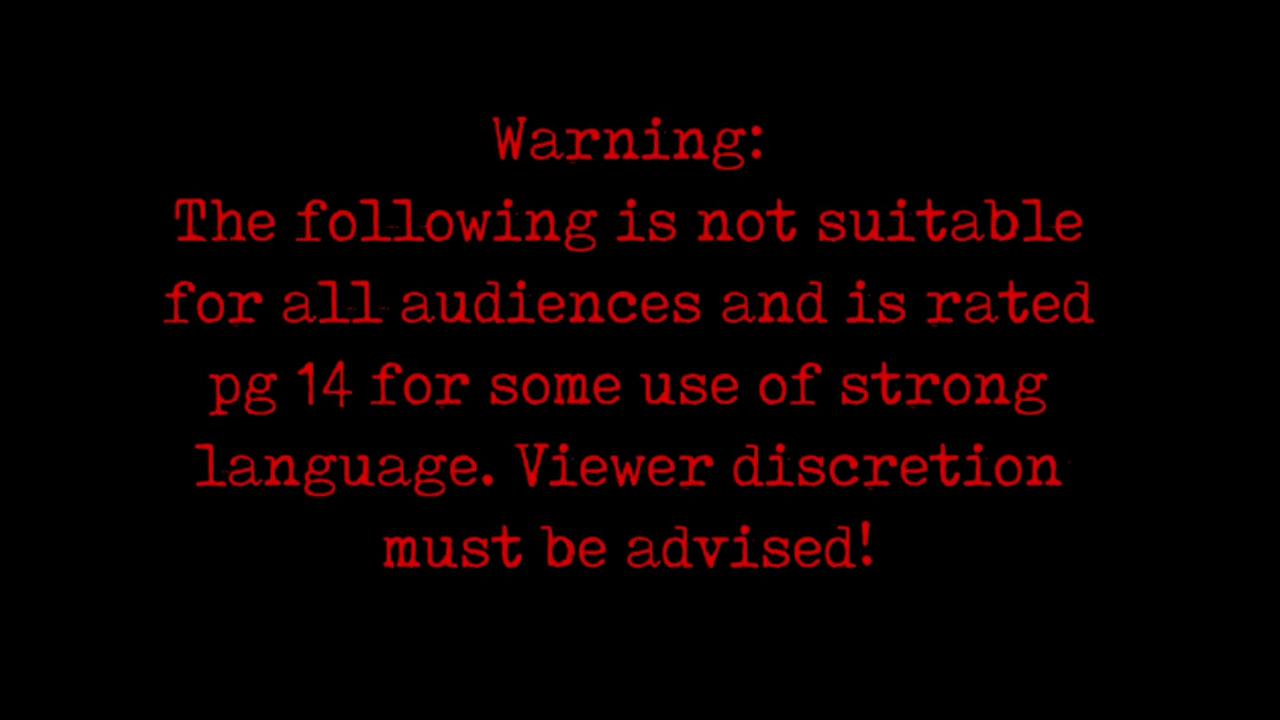 Warning:
The following is not suitable
for all audiences and is rated
pg 14 for some use of strong
language. Viewer discretion
must be advised!